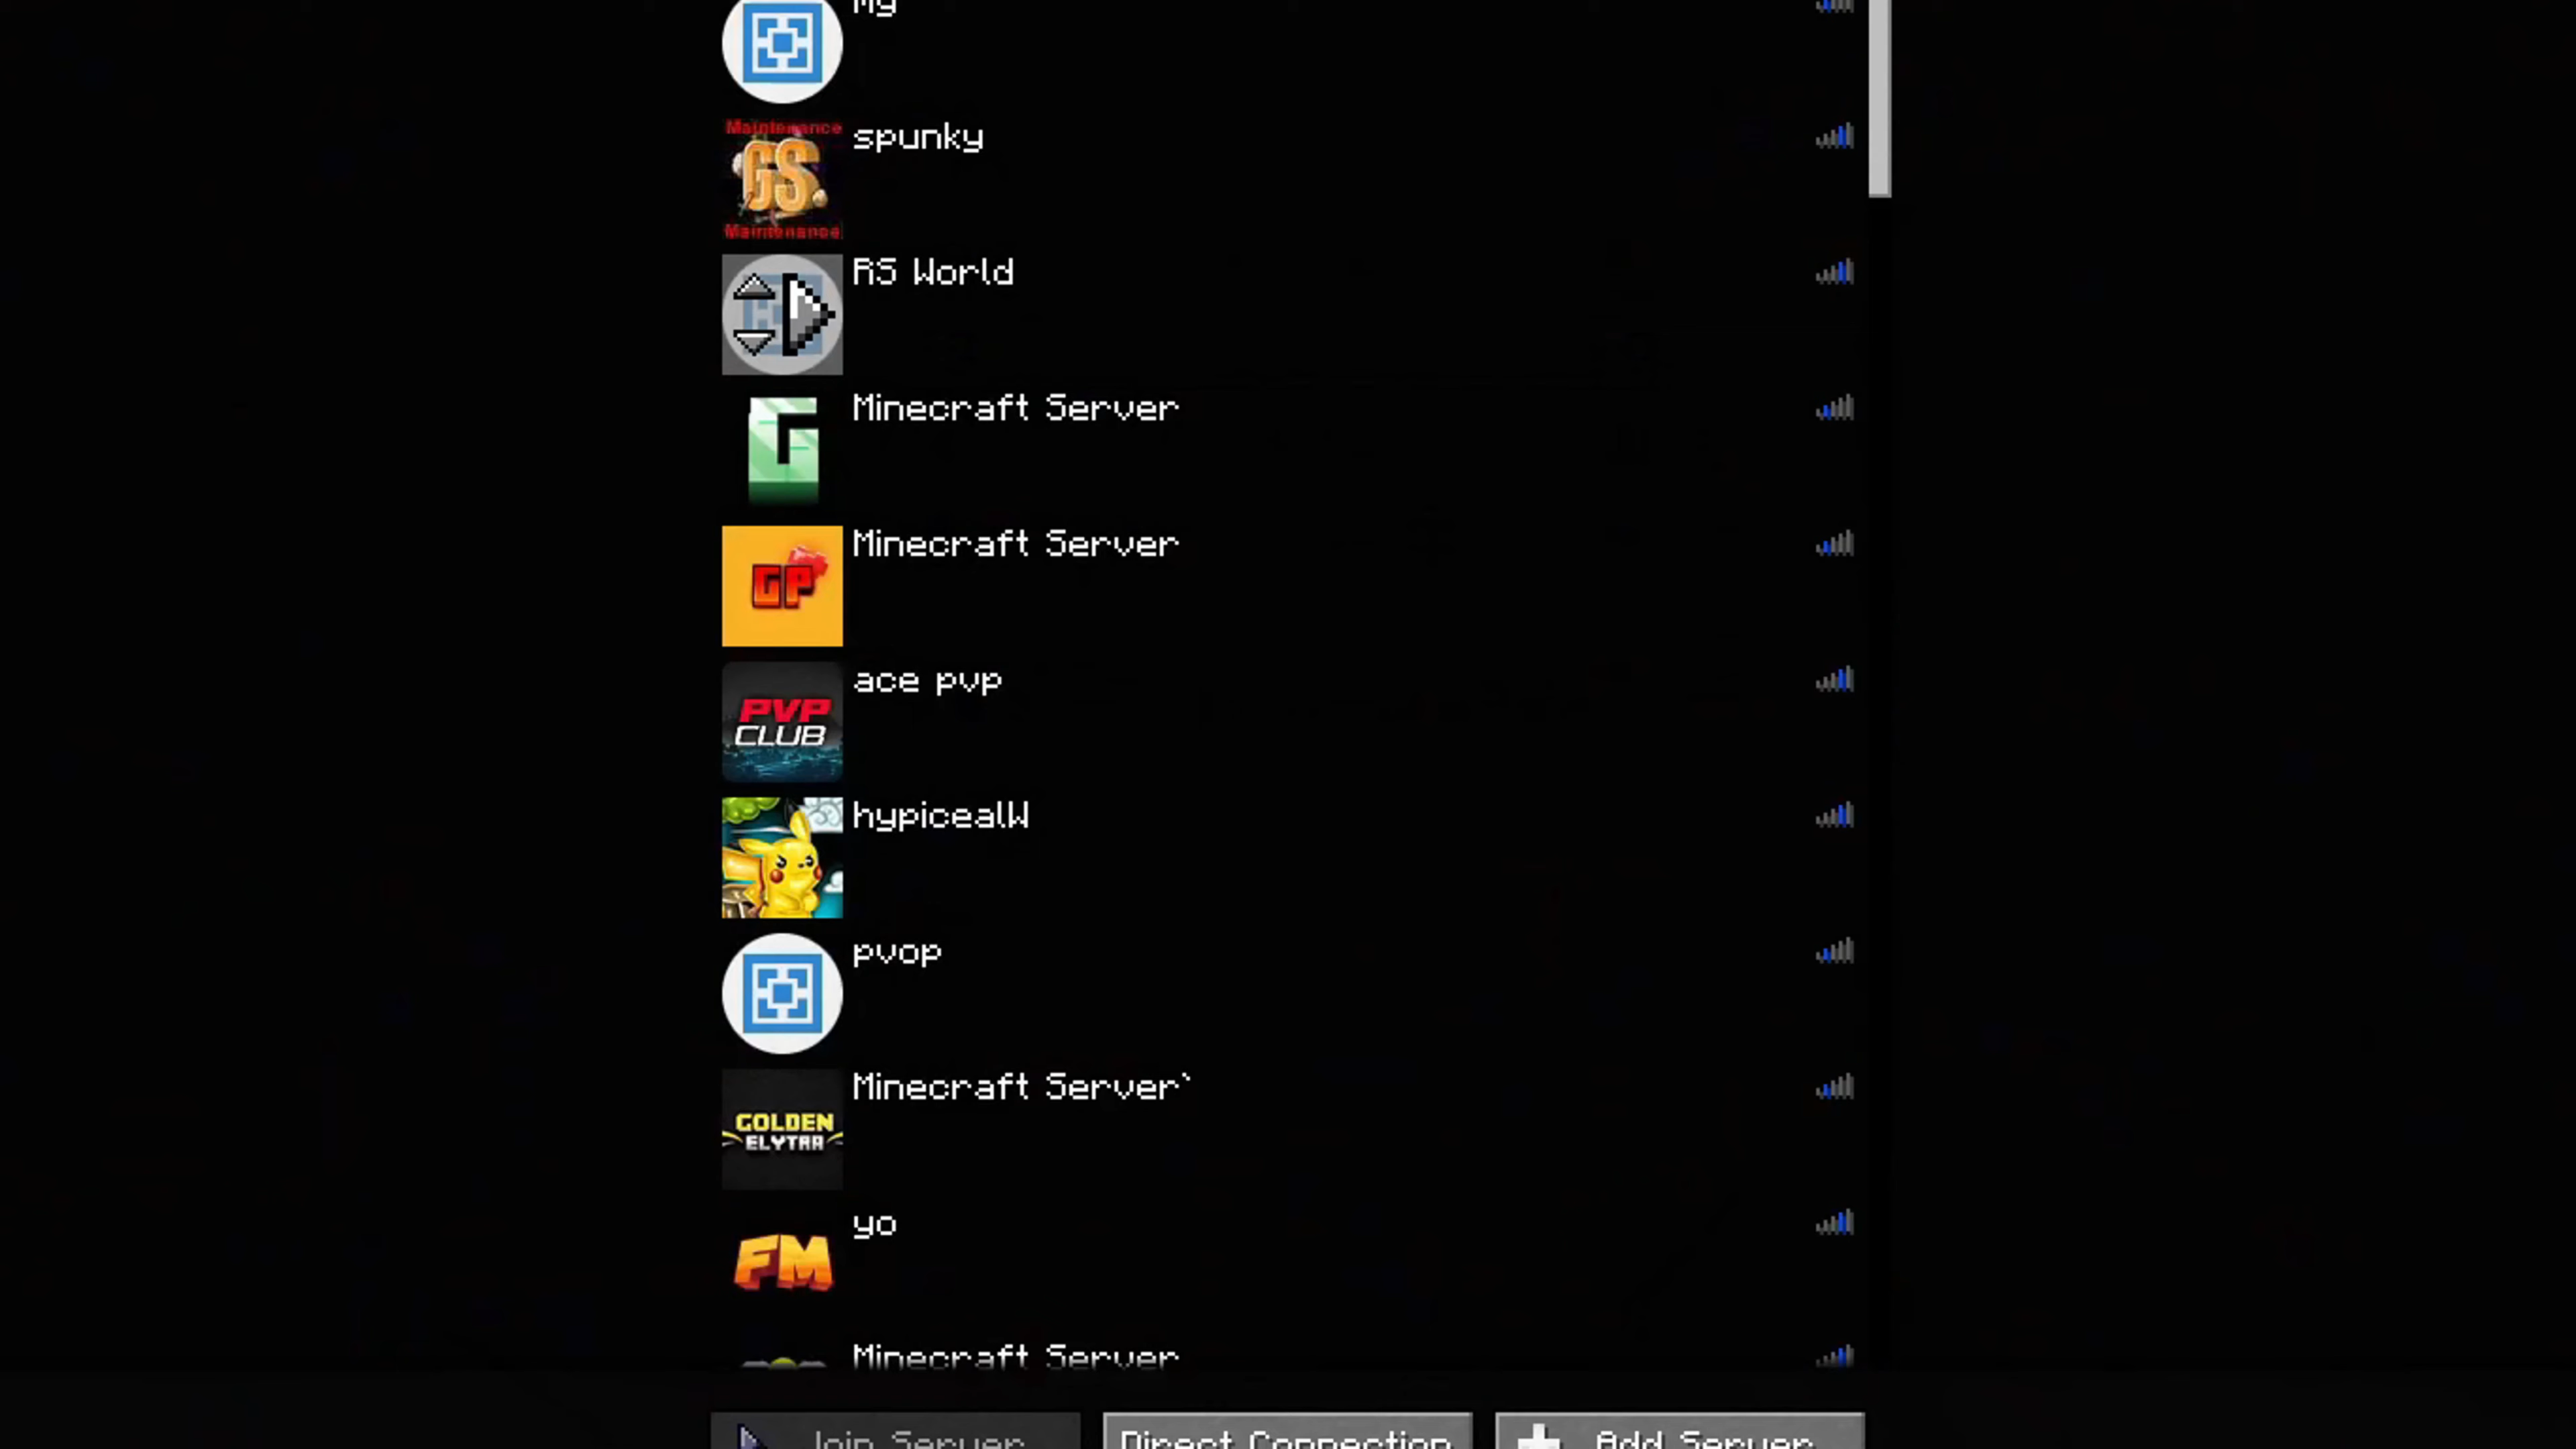 My
Maintenance
GS
Maintenance
spunky
RS World
Minecraft Server
GP
Minecraft Server
PVP
CLUB
ace pvp
hypicealW
pvop
GOLDEN
ELYTRA
Minecraft Server`
FM
yo
Minecraft Server
Join Server
Direct Connection
Add Server